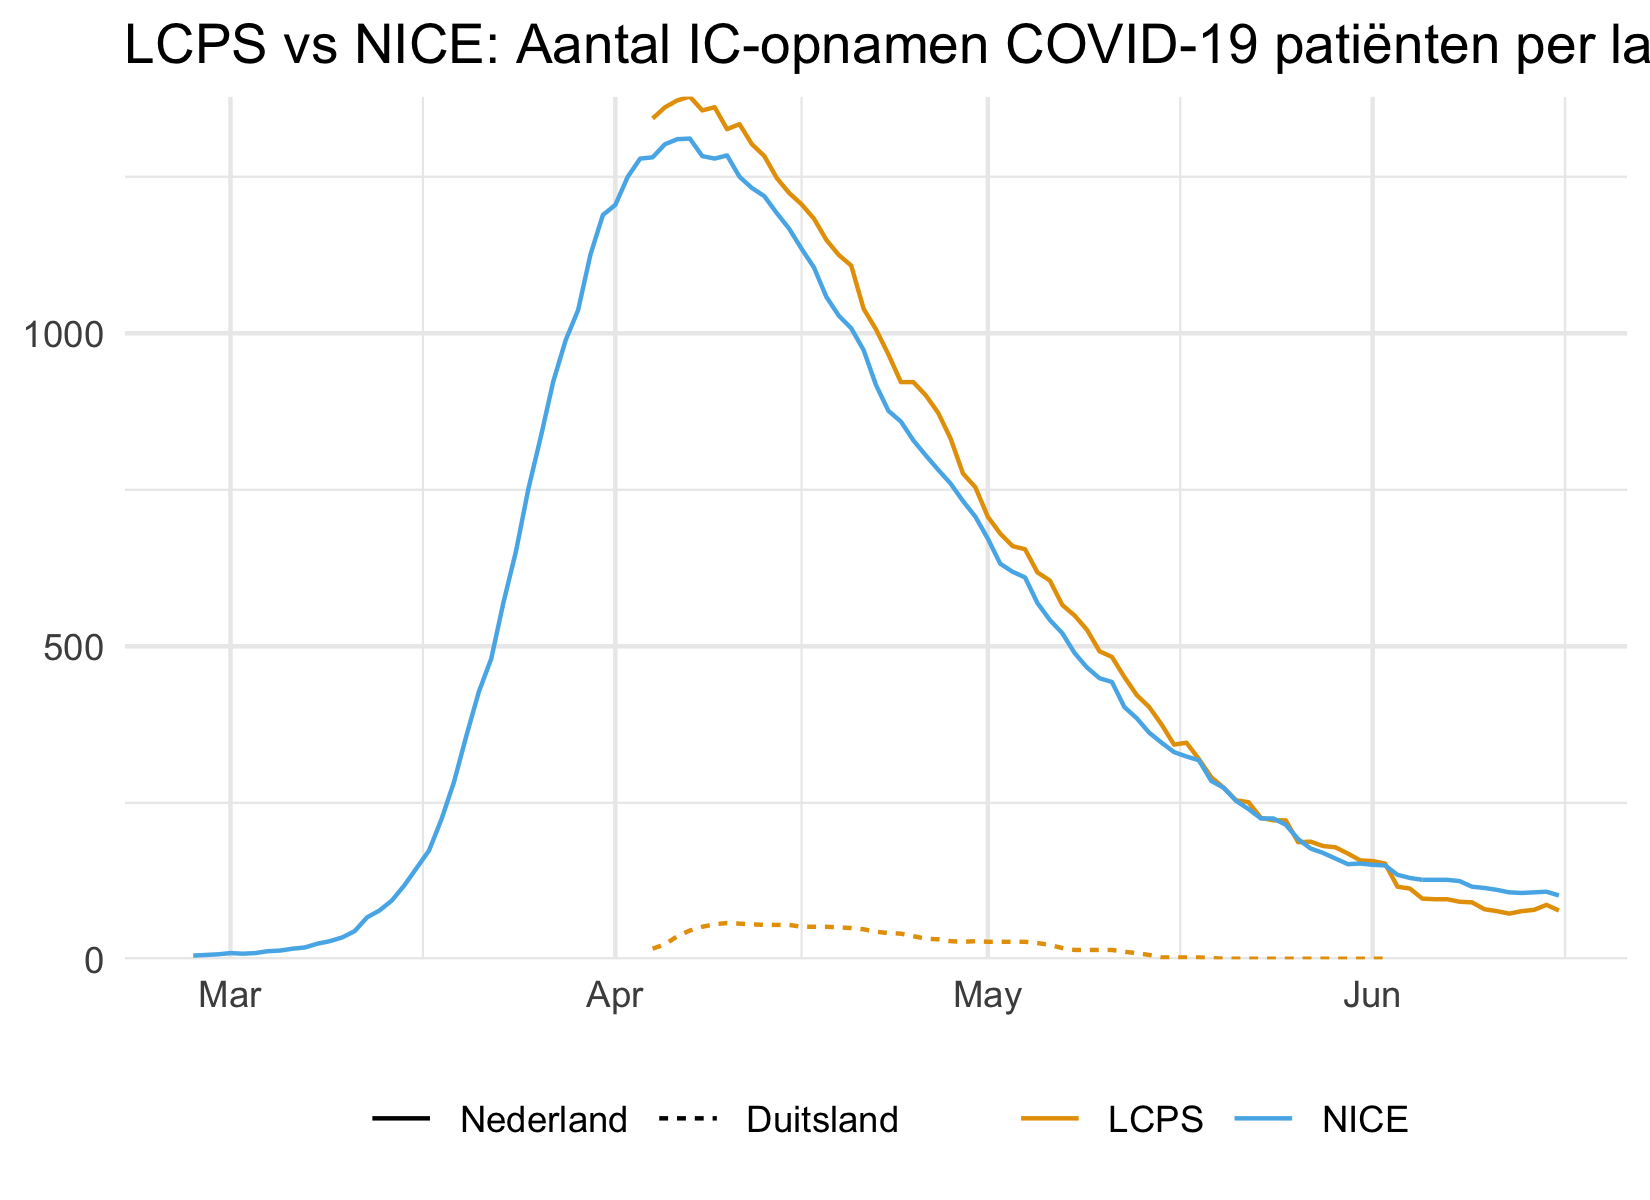 LCPS vs NICE: Aantal IC-opnamen COVID-19 patiënten per la
1000
500
0
Mar Apr May Jun
Nederland Duitsland LCPS NICE